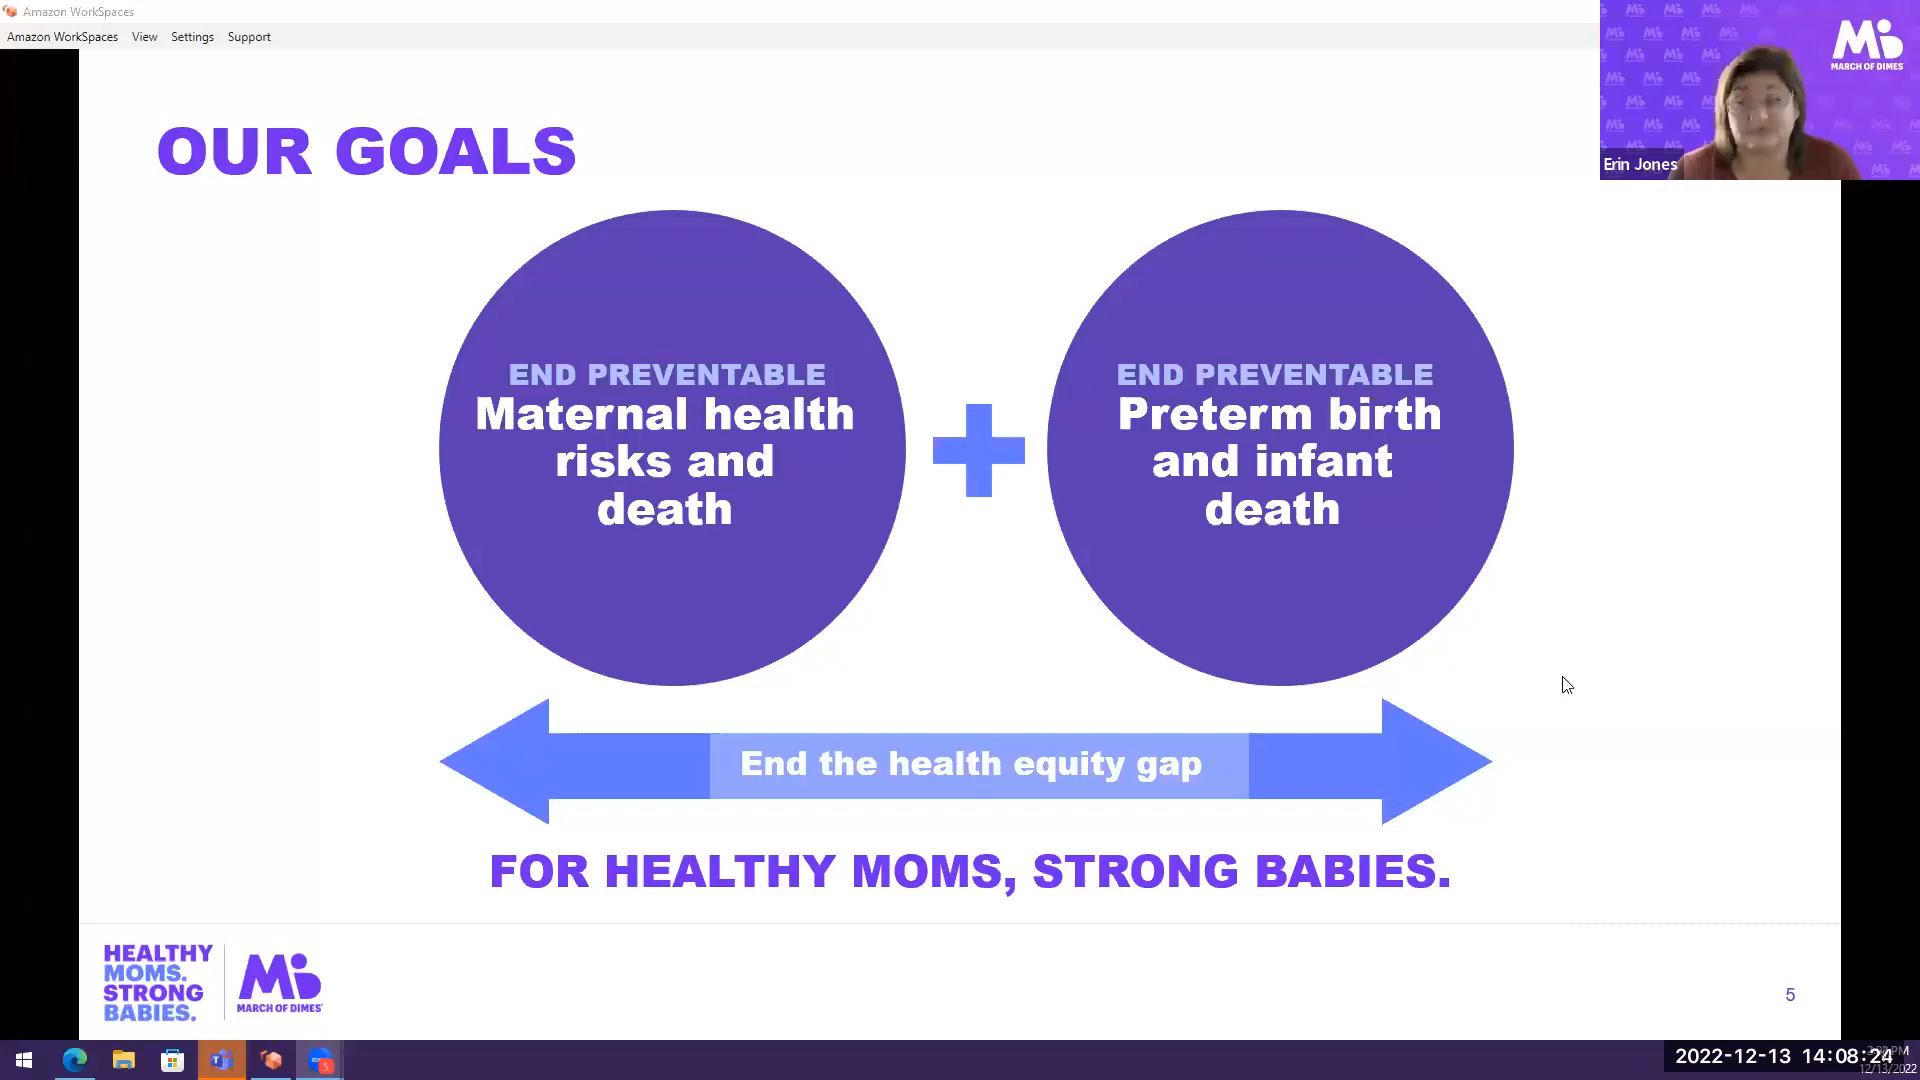 Amazon WorkSpaces
Amazon WorkSpaces View Settings Support
MARCH OF DIMES
Erin Jones
OUR GOALS
END PREVENTABLE
Maternal health
risks and
death
END PREVENTABLE
Preterm birth
and infant
death
End the health equity gap
FOR HEALTHY MOMS, STRONG BABIES.
HEALTHY
MOMS.
STRONG
BABIES.
MARCH OF DIMES
5
2022-12-13 14:08:24
12/13/2022